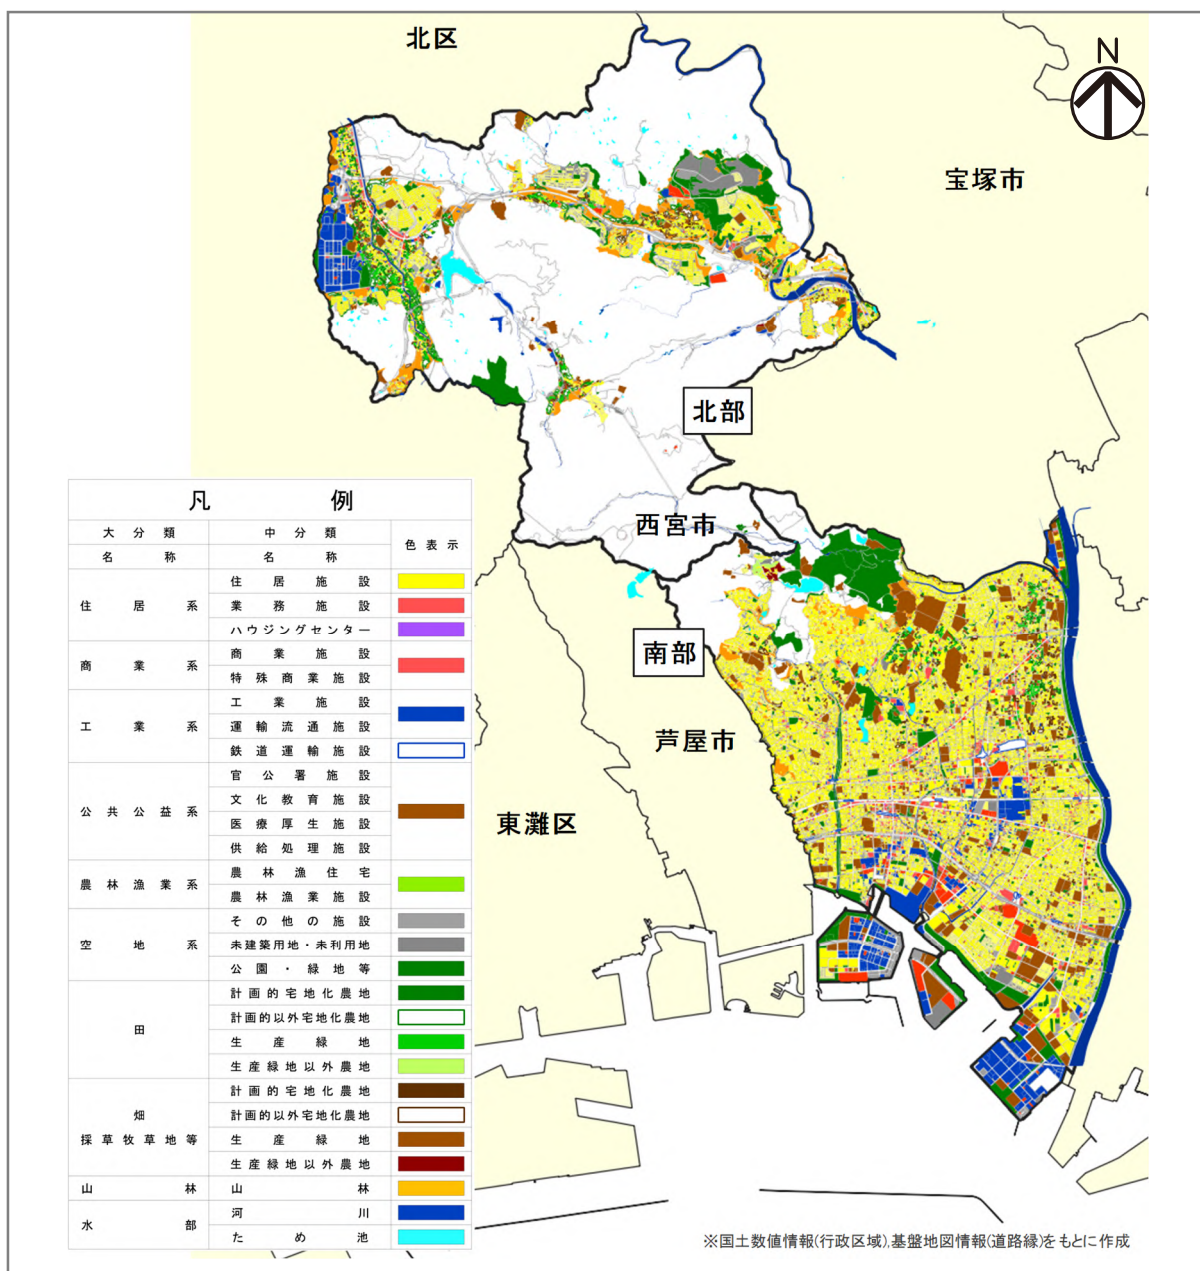 北区
N
宝塚市
北部
西宮市
南部
芦屋市
東灘区
凡例
大分類 中分類 色表示
名称 名称
住居系 住居施設
業務施設
ハウジングセンター
商業系 商業施設
特殊商業施設
工業系 工業施設
運輸流通施設
鉄道運輸施設
公共公益系 官公署施設
文化教育施設
医療厚生施設
供給処理施設
農林漁業系 農林漁住宅
農林漁業施設
空地系 その他の施設
未建築用地・未利用地
公園・緑地等
田 計画的宅地化農地
計画的以外宅地化農地
生産緑地
生産緑地以外農地
畑 計画的宅地化農地
計画的以外宅地化農地
採草牧草地等 生産緑地
生産緑地以外農地
山林 山林
水部 河川
ため池
※国土数値情報(行政区域),基盤地図情報(道路縁)をもとに作成